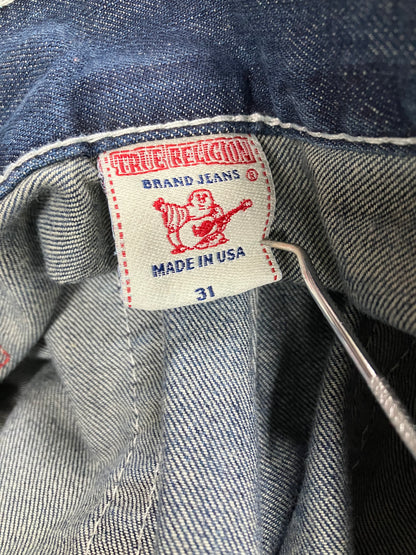 TRUE RELIGION
BRAND JEANS ®
MADE IN USA
31